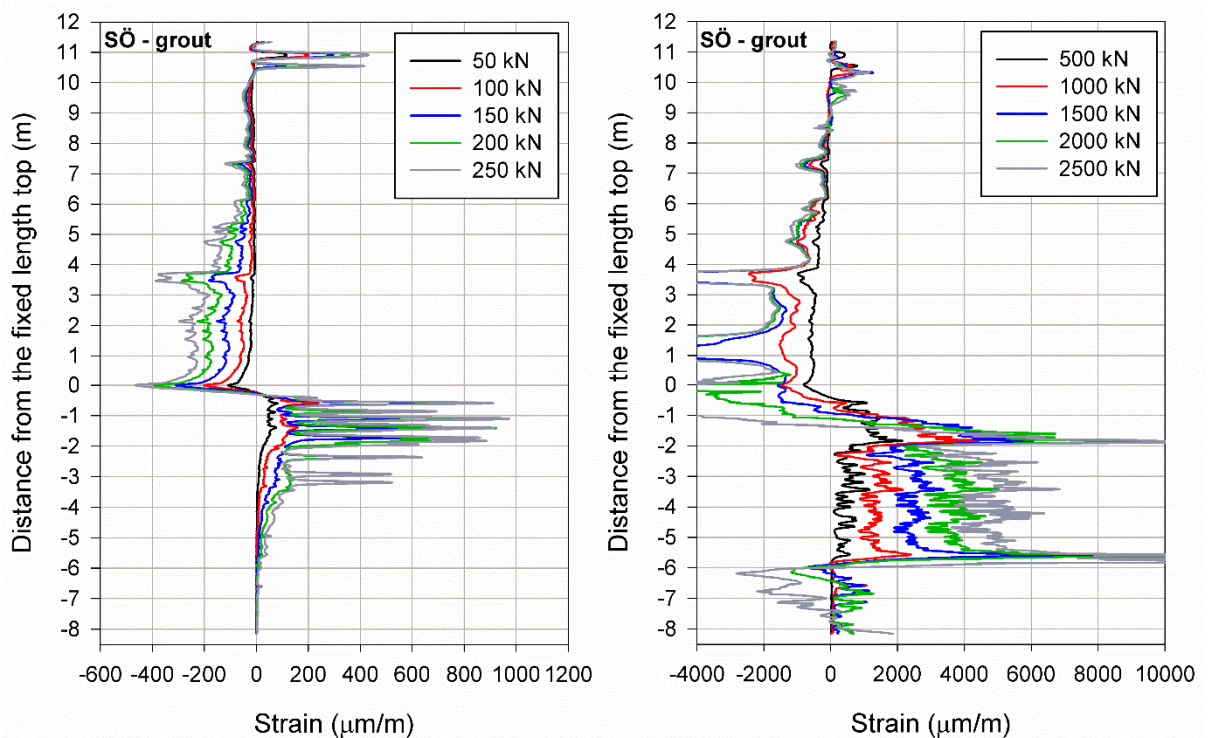 SÖ - grout
50 kN
100 kN
150 kN
200 kN
250 kN
Distance from the fixed length top (m)
12
11
10
9
8
7
6
5
4
3
2
1
0
-1
-2
-3
-4
-5
-6
-7
-8
-600 -400 -200 0 200 400 600 800 1000 1200
Strain (μm/m)
SÖ - grout
500 kN
1000 kN
1500 kN
2000 kN
2500 kN
Distance from the fixed length top (m)
12
11
10
9
8
7
6
5
4
3
2
1
0
-1
-2
-3
-4
-5
-6
-7
-8
-4000 -2000 0 2000 4000 6000 8000 10000
Strain (μm/m)